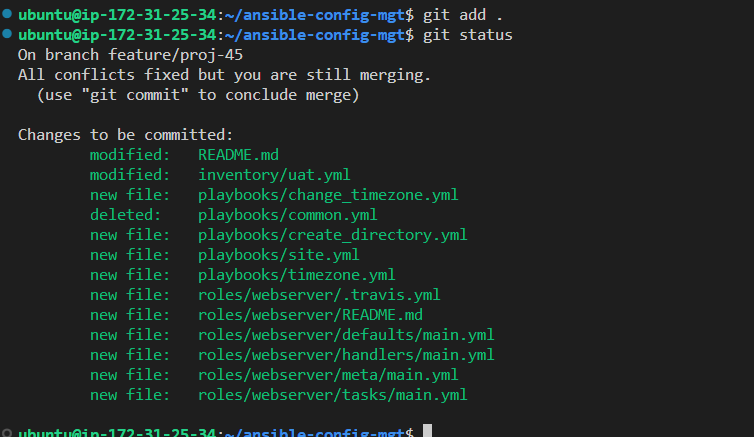 ubuntu@ip-172-31-25-34:~/ansible-config-mgt$ git add .
ubuntu@ip-172-31-25-34:~/ansible-config-mgt$ git status
On branch feature/proj-45
All conflicts fixed but you are still merging.
  (use "git commit" to conclude merge)
Changes to be committed:
        modified:   README.md
        modified:   inventory/uat.yml
        new file:   playbooks/change_timezone.yml
        deleted:    playbooks/common.yml
        new file:   playbooks/create_directory.yml
        new file:   playbooks/site.yml
        new file:   playbooks/timezone.yml
        new file:   roles/webserver/.travis.yml
        new file:   roles/webserver/README.md
        new file:   roles/webserver/defaults/main.yml
        new file:   roles/webserver/handlers/main.yml
        new file:   roles/webserver/meta/main.yml
        new file:   roles/webserver/tasks/main.yml
ubuntu@ip-172-31-25-34:~/ansible-config-mgt$